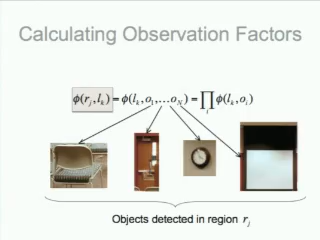 Calculating Observation Factors
ϕ(r_j, l_k) = ϕ(l_k, o_1, … o_N) = ∏_i ϕ(l_k, o_i)
Objects detected in region r_j